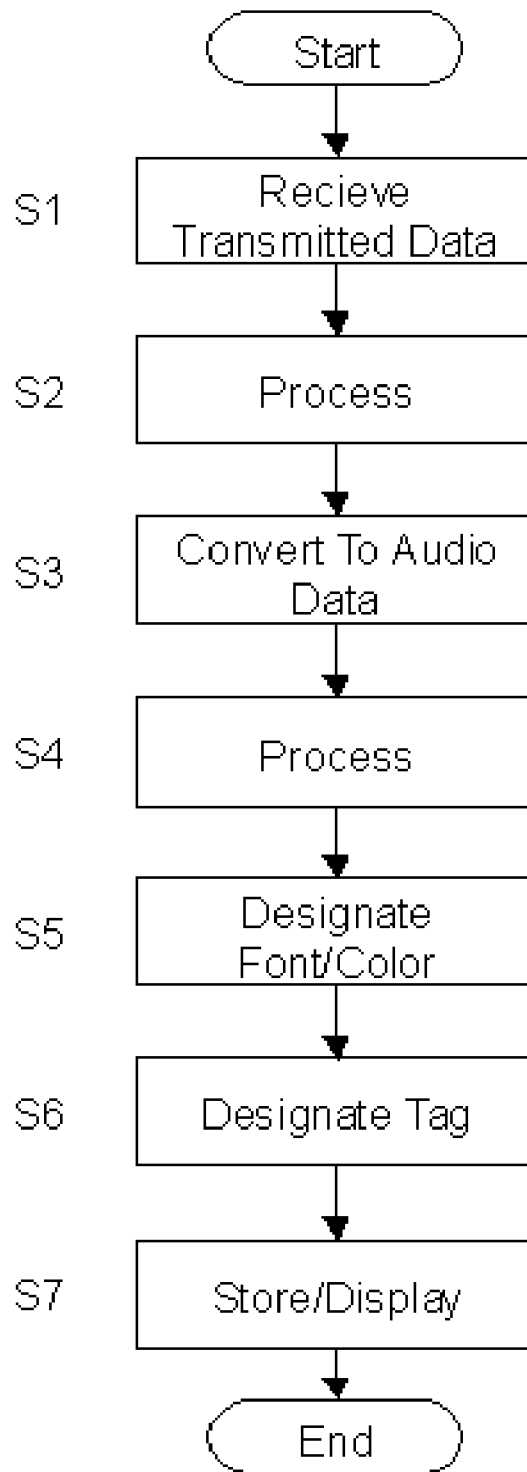 Start
S1
Recieve
Transmitted Data
S2
Process
S3
Convert To Audio
Data
S4
Process
S5
Designate
Font/Color
S6
Designate Tag
S7
Store/Display
End